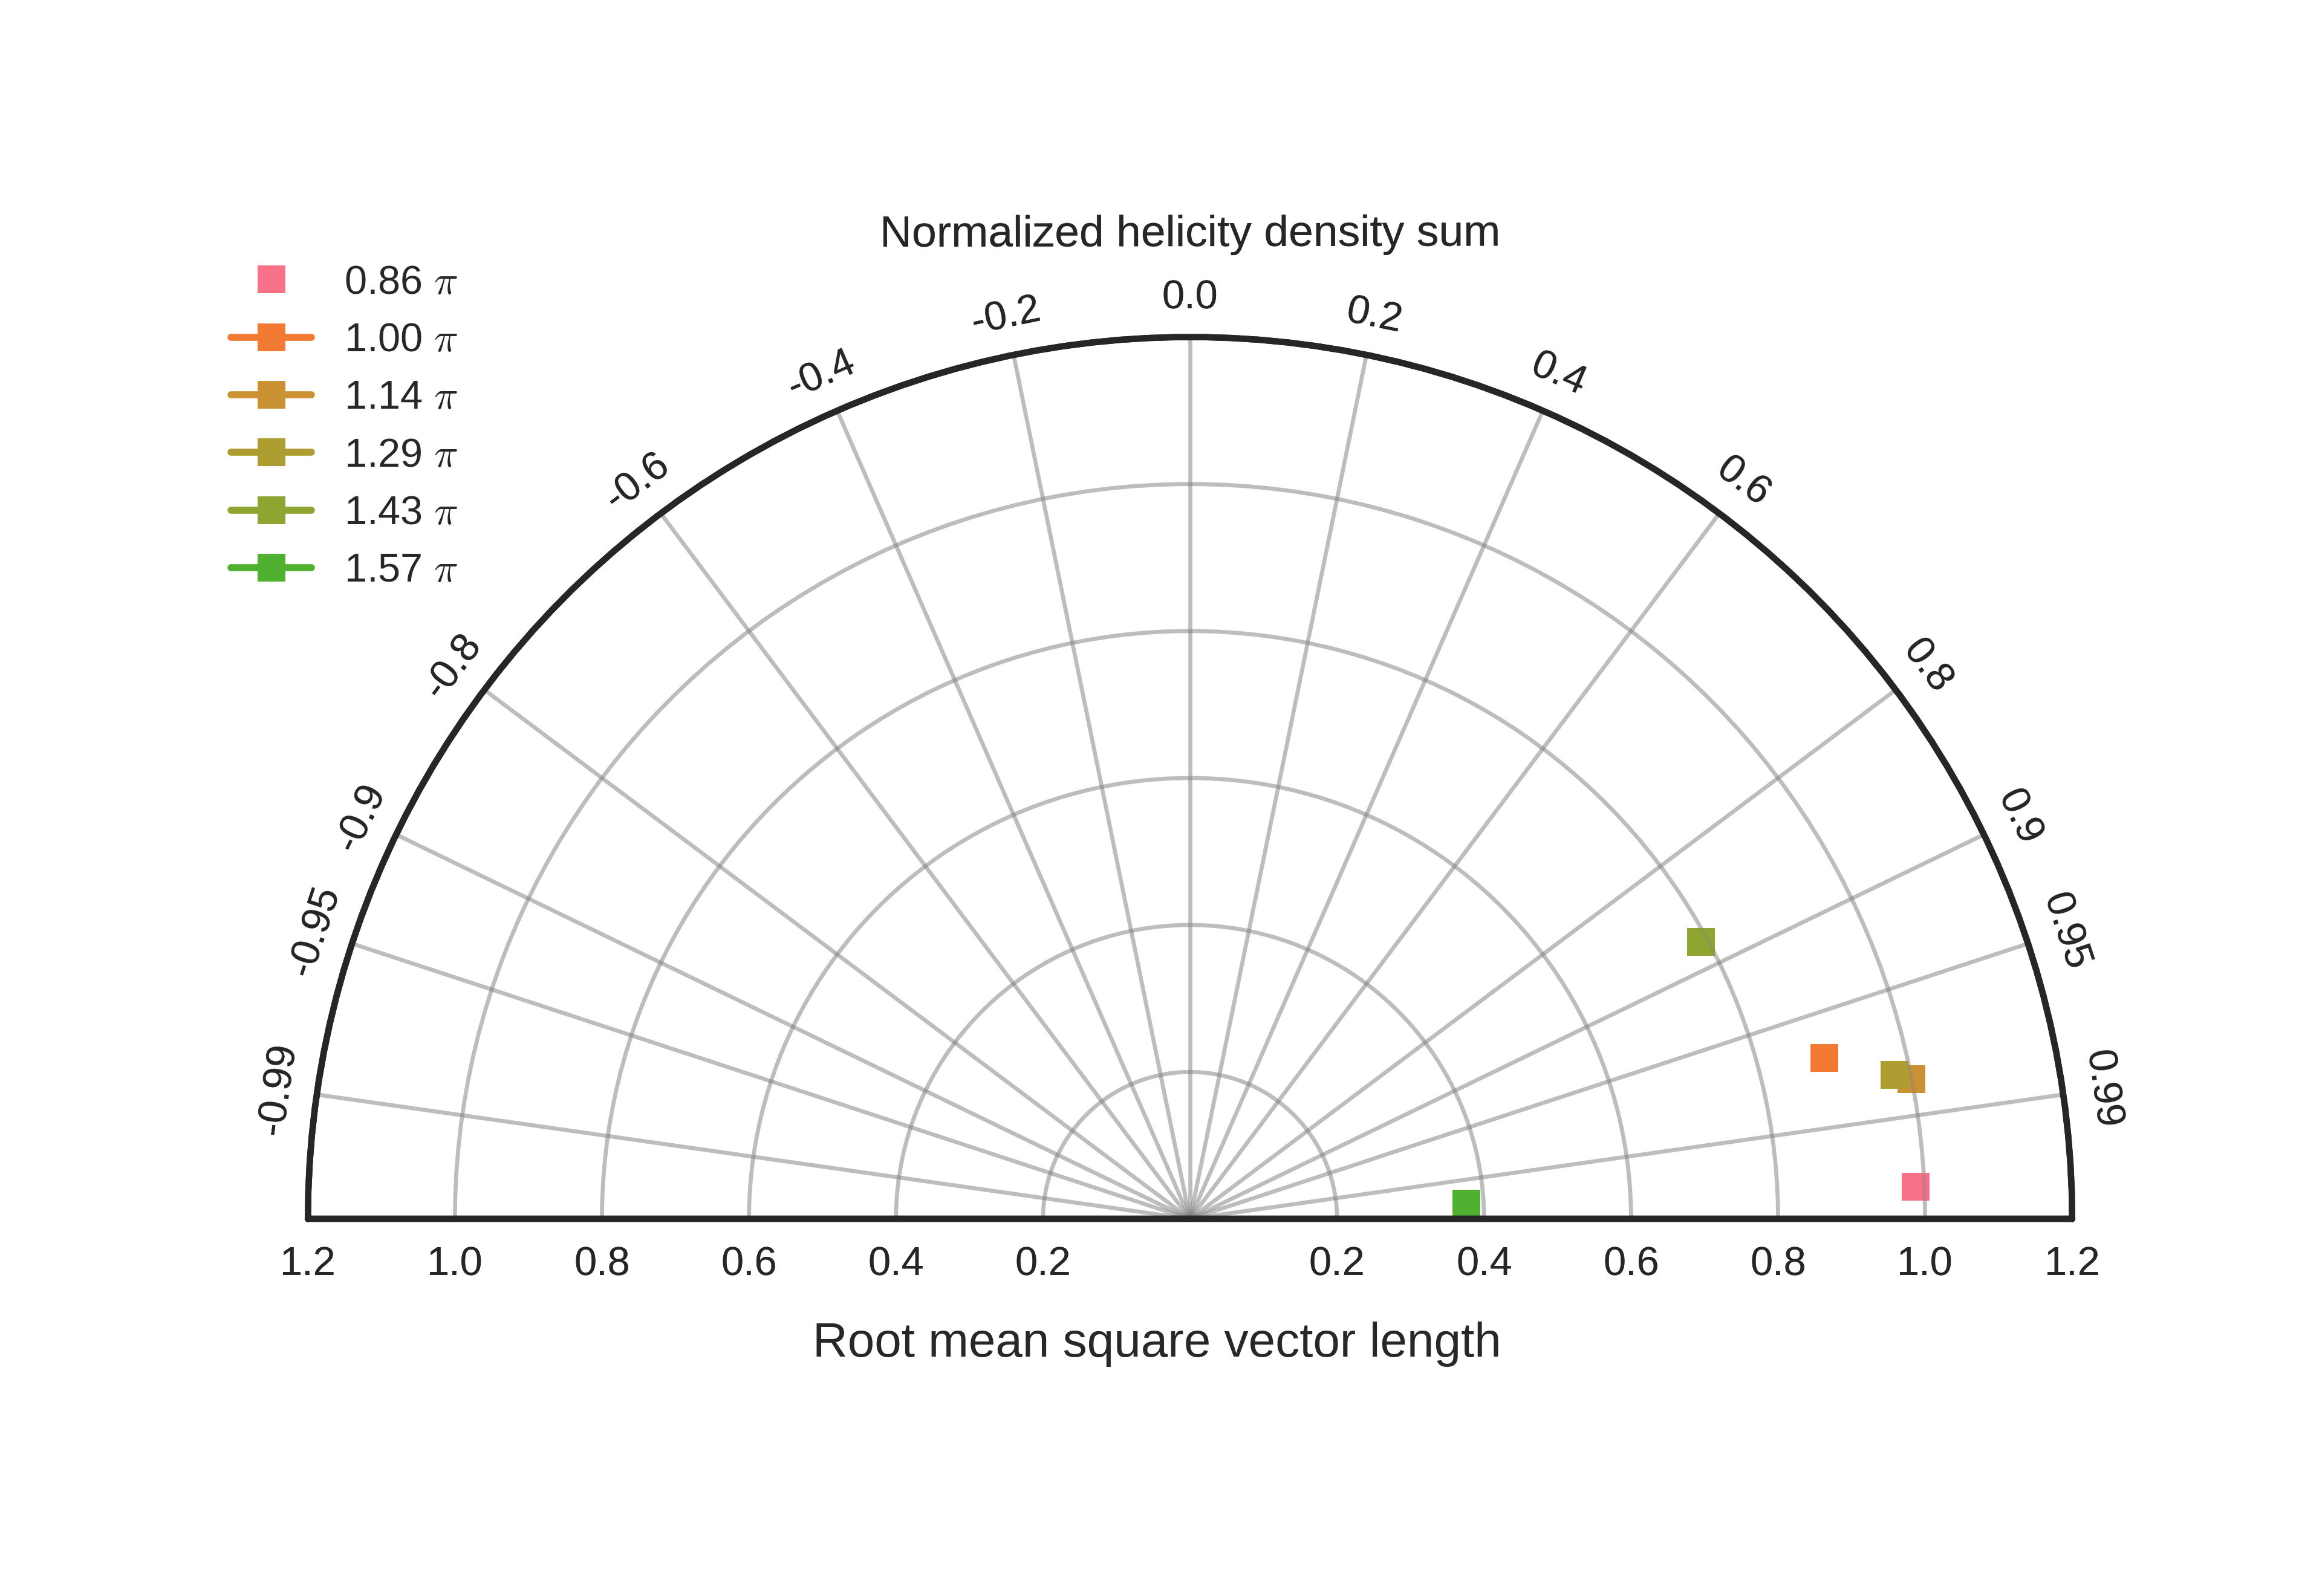 Normalized helicity density sum
0.86 π
1.00 π
1.14 π
1.29 π
1.43 π
1.57 π
-0.99
-0.95
-0.9
-0.8
-0.6
-0.4
-0.2
0.0
0.2
0.4
0.6
0.8
0.9
0.95
0.99
1.2 1.0 0.8 0.6 0.4 0.2 0.2 0.4 0.6 0.8 1.0 1.2
Root mean square vector length